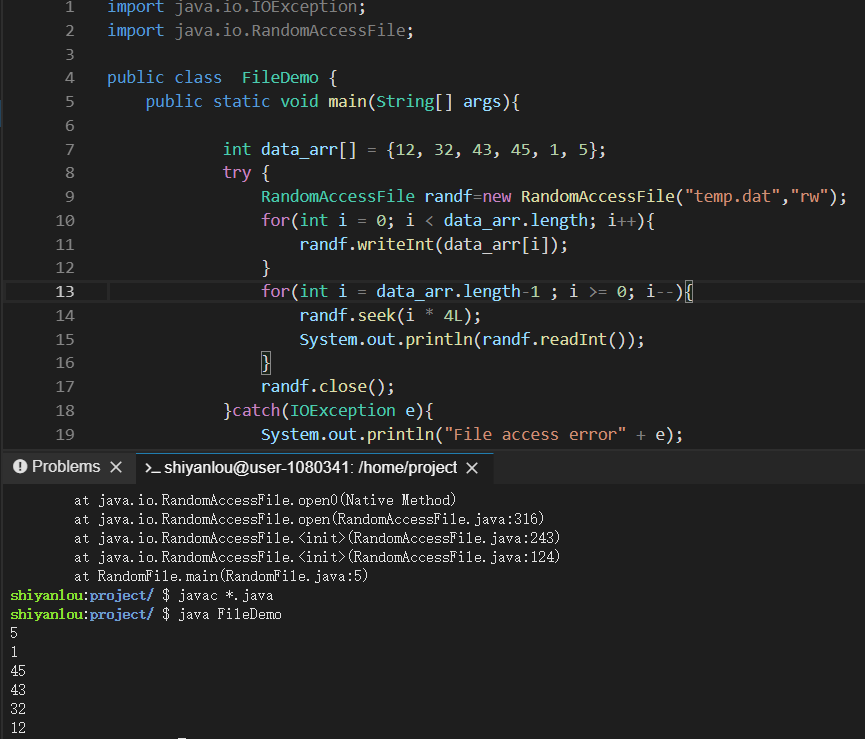 1 import java.io.IOException;
2 import java.io.RandomAccessFile;
3
4 public class  FileDemo {
5     public static void main(String[] args){
6
7             int data_arr[] = {12, 32, 43, 45, 1, 5};
8             try {
9                 RandomAccessFile randf=new RandomAccessFile("temp.dat","rw");
10                 for(int i = 0; i < data_arr.length; i++){
11                     randf.writeInt(data_arr[i]);
12                 }
13                 for(int i = data_arr.length-1 ; i >= 0; i--){
14                     randf.seek(i * 4L);
15                     System.out.println(randf.readInt());
16                 }
17                 randf.close();
18             }catch(IOException e){
19                 System.out.println("File access error" + e);
Problems × >_ shiyanlou@user-1080341: /home/project ×
        at java.io.RandomAccessFile.open0(Native Method)
        at java.io.RandomAccessFile.open(RandomAccessFile.java:316)
        at java.io.RandomAccessFile.<init>(RandomAccessFile.java:243)
        at java.io.RandomAccessFile.<init>(RandomAccessFile.java:124)
        at RandomFile.main(RandomFile.java:5)
shiyanlou:project/ $ javac *.java
shiyanlou:project/ $ java FileDemo
5
1
45
43
32
12